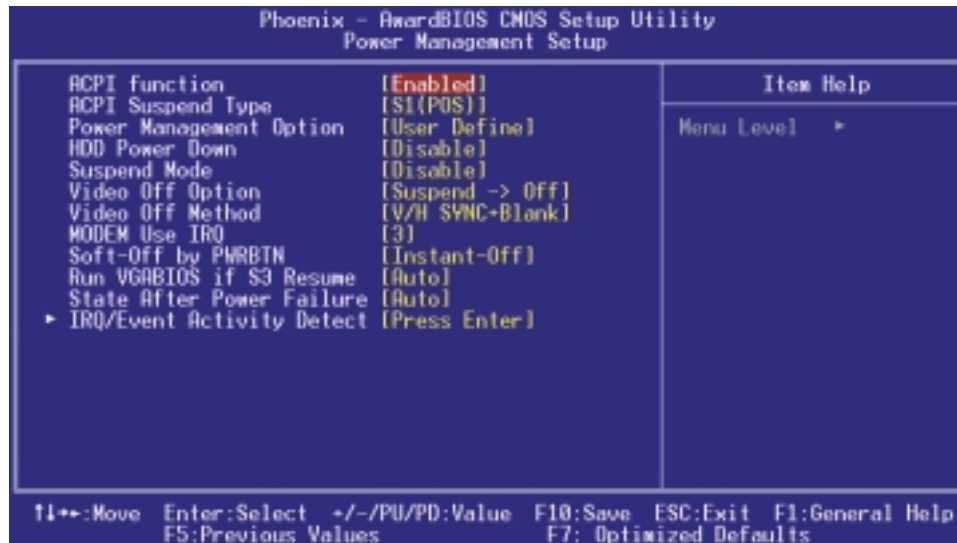 Phoenix - AwardBIOS CMOS Setup Utility
Power Management Setup
ACPI function [Enabled]
ACPI Suspend Type [S1(POS)]
Power Management Option [User Define]
HDD Power Down [Disable]
Suspend Mode [Disable]
Video Off Option [Suspend -> Off]
Video Off Method [V/H SYNC+Blank]
MODEM Use IRQ [3]
Soft-Off by PWRBTN [Instant-Off]
Run VGABIOS if S3 Resume [Auto]
State After Power Failure [Auto]
► IRQ/Event Activity Detect [Press Enter]
Item Help
Menu Level ►
↑↓→←:Move Enter:Select +/-/PU/PD:Value F10:Save ESC:Exit F1:General Help
F5:Previous Values F7: Optimized Defaults